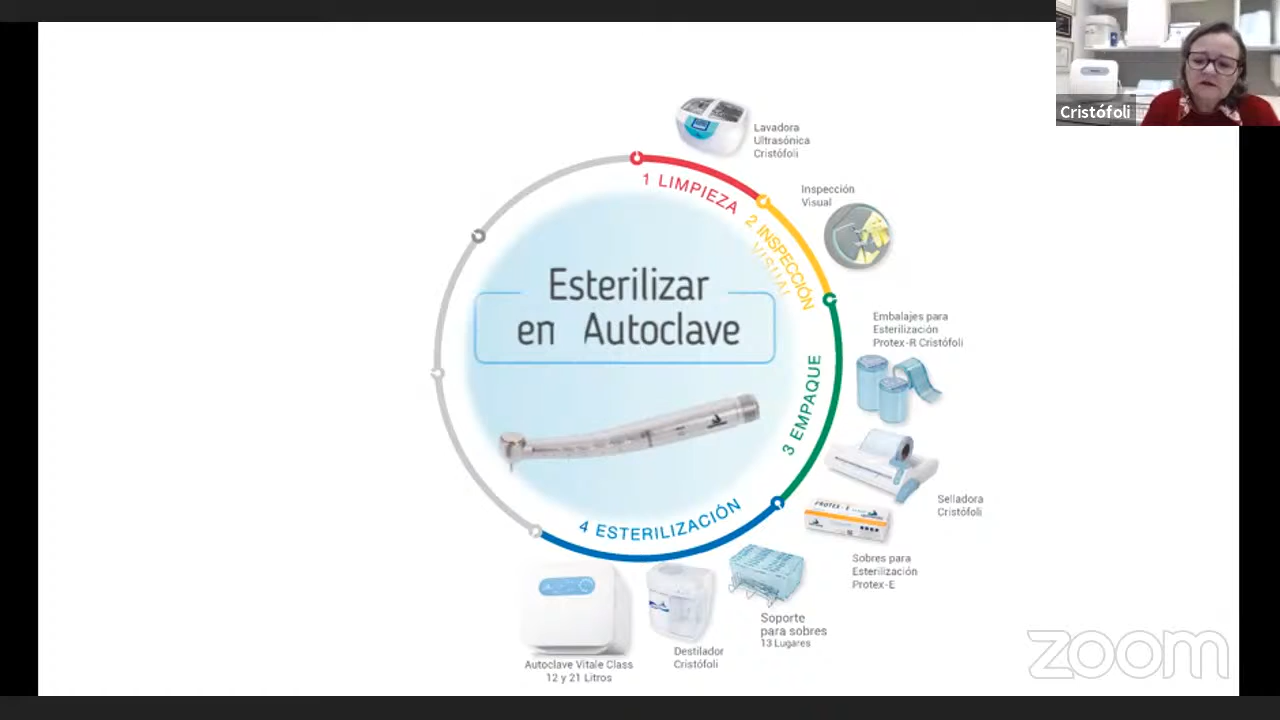 Cristófoli
Lavadora
Ultrasónica
Cristófoli
1 LIMPIEZA
Inspección
Visual
2 INSPECCIÓN
VISUAL
Esterilizar
en Autoclave
Embalajes para
Esterilización
Protex-R Cristófoli
3 EMPAQUE
Selladora
Cristófoli
PROTEX-E
Sobres para
Esterilización
Protex-E
4 ESTERILIZACIÓN
Soporte
para sobres
13 Lugares
Destilador
Cristófoli
Autoclave Vitale Class
12 y 21 Litros
zoom